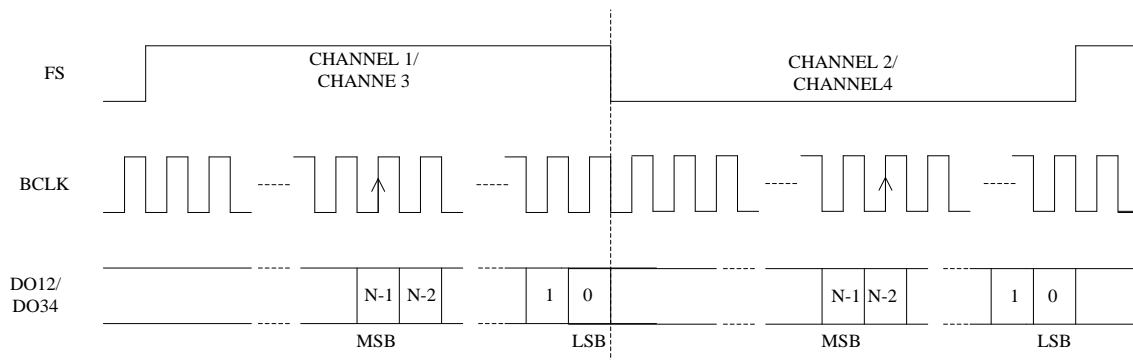 FS
CHANNEL 1/
CHANNE 3
CHANNEL 2/
CHANNEL4
BCLK
DO12/
DO34
N-1 N-2 1 0 N-1 N-2 1 0
MSB LSB MSB LSB